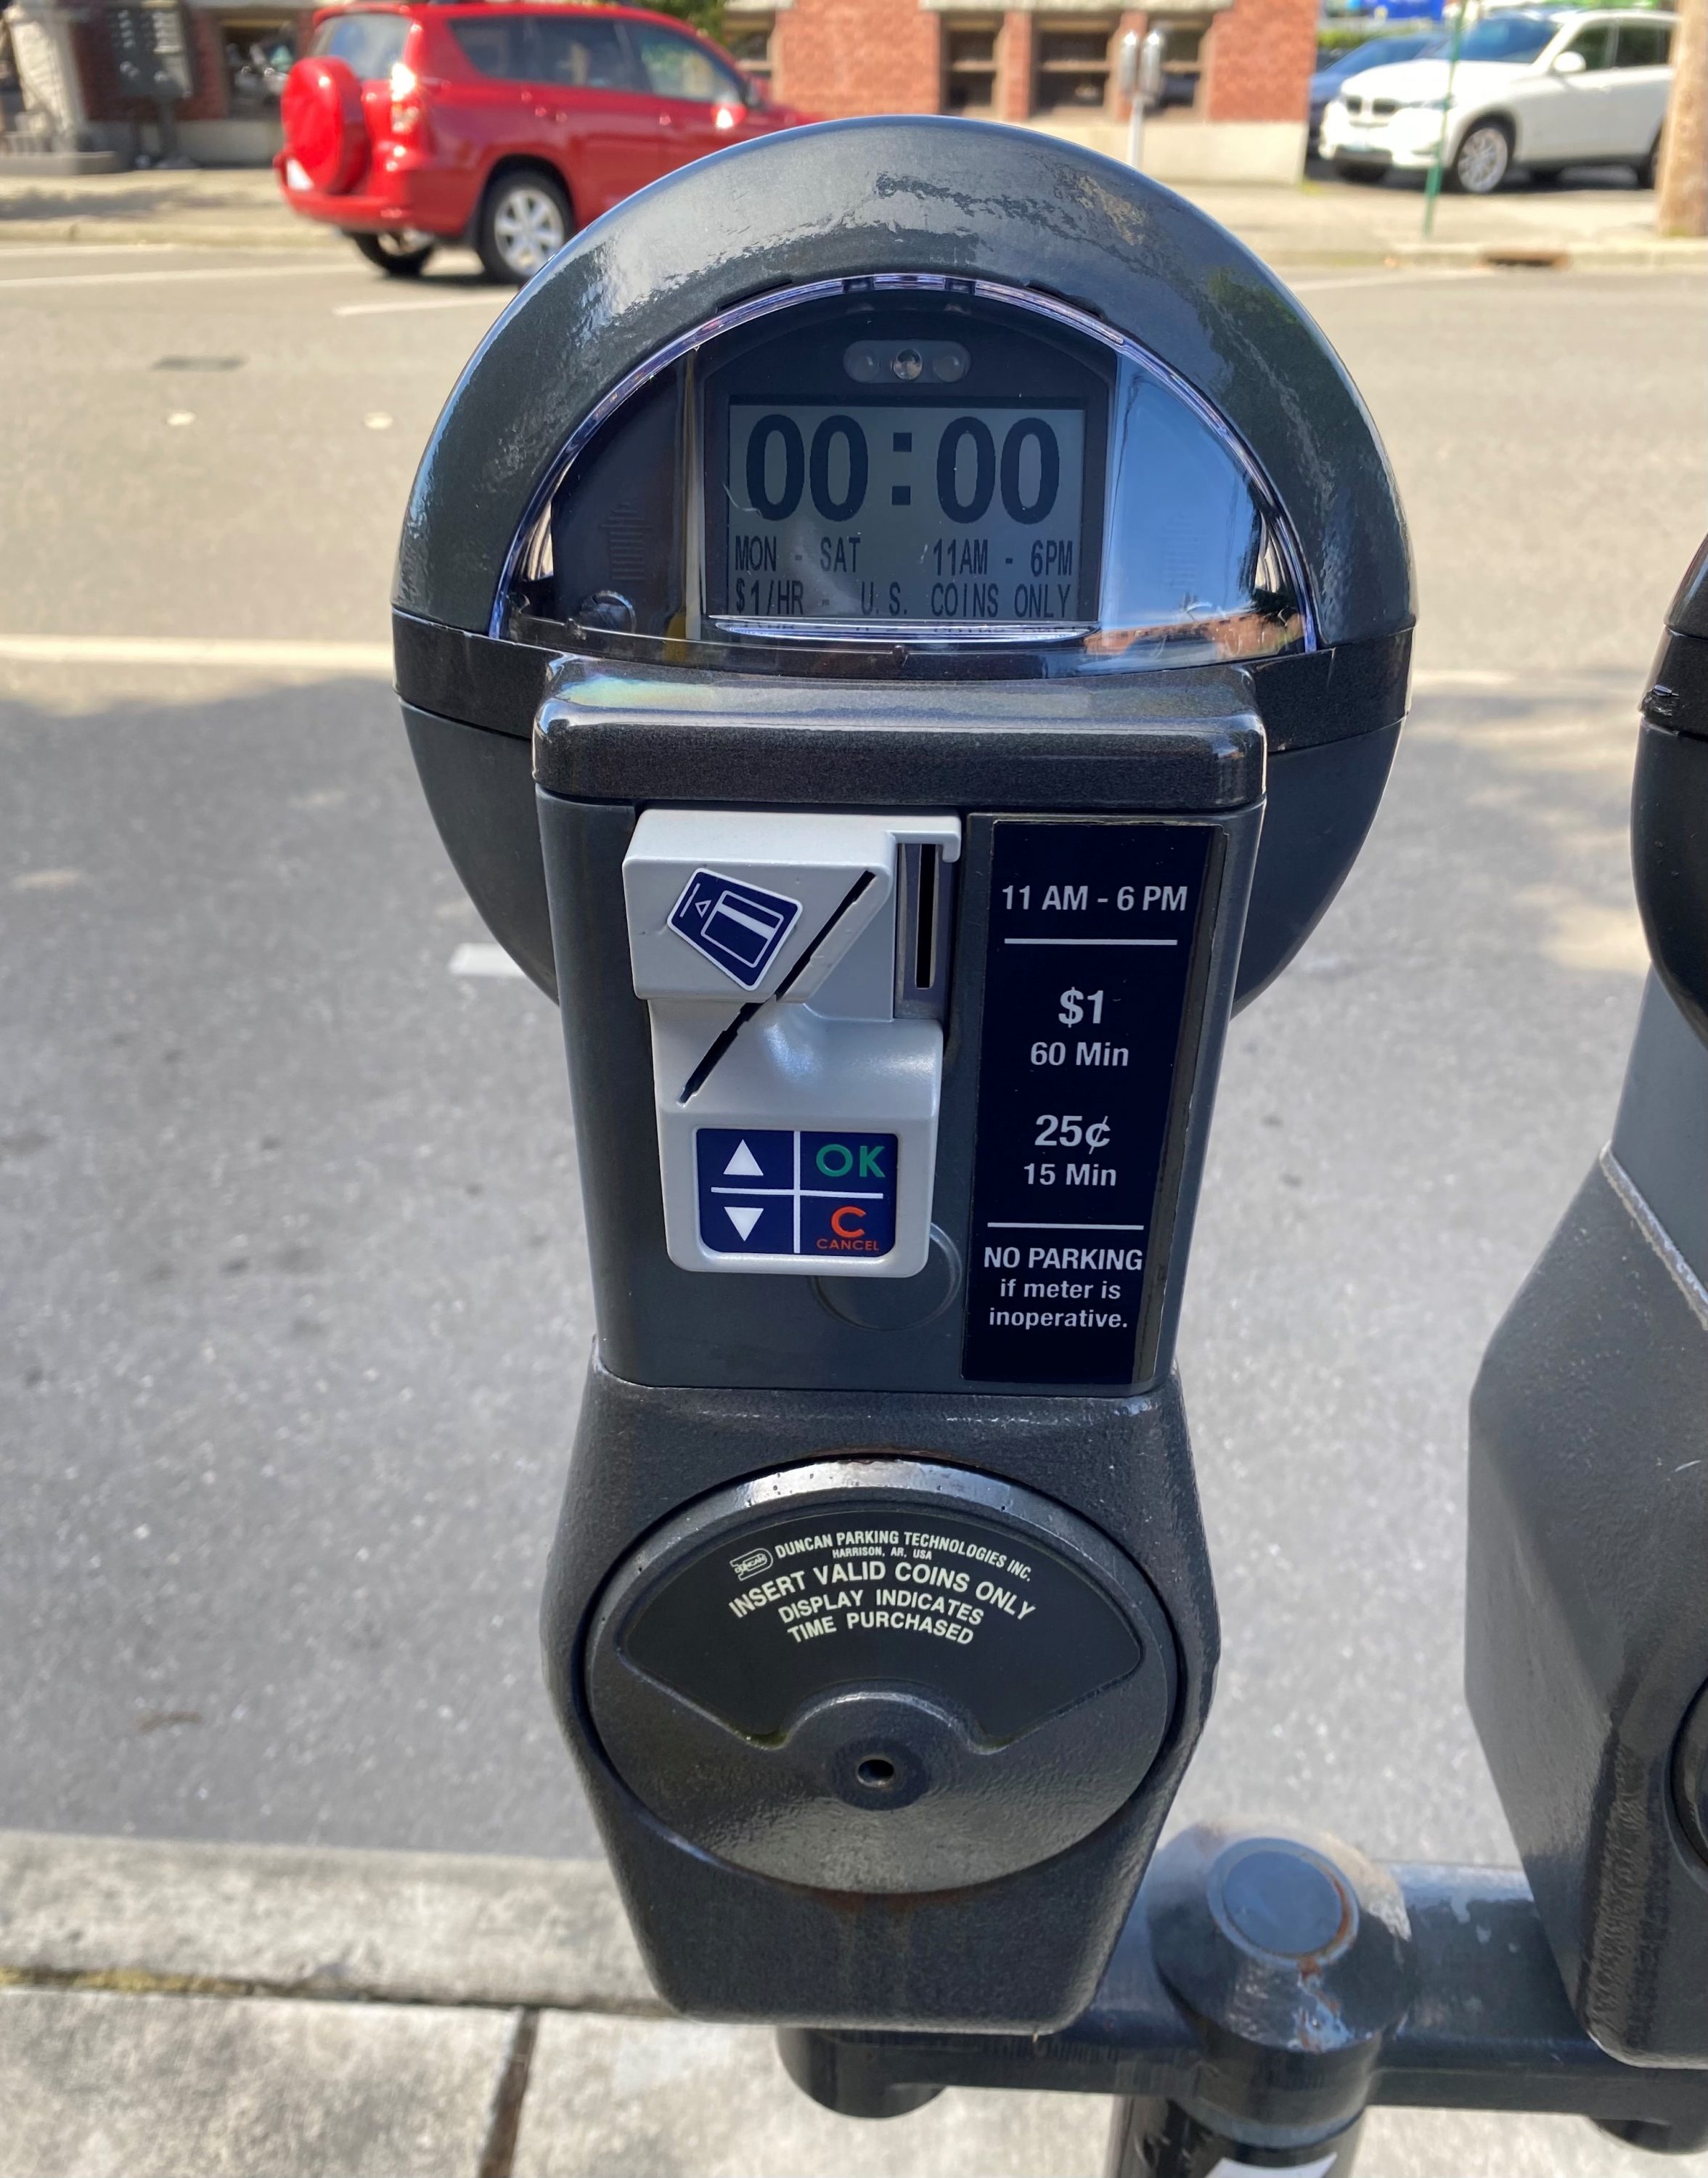 00:00
MON - SAT 11AM - 6PM
$1/HR - U.S. COINS ONLY
11 AM - 6 PM
$1
60 Min
25¢
15 Min
OK
C
CANCEL
NO PARKING
if meter is
inoperative.
DUNCAN DUNCAN PARKING TECHNOLOGIES INC.
HARRISON, AR, USA
INSERT VALID COINS ONLY
DISPLAY INDICATES
TIME PURCHASED